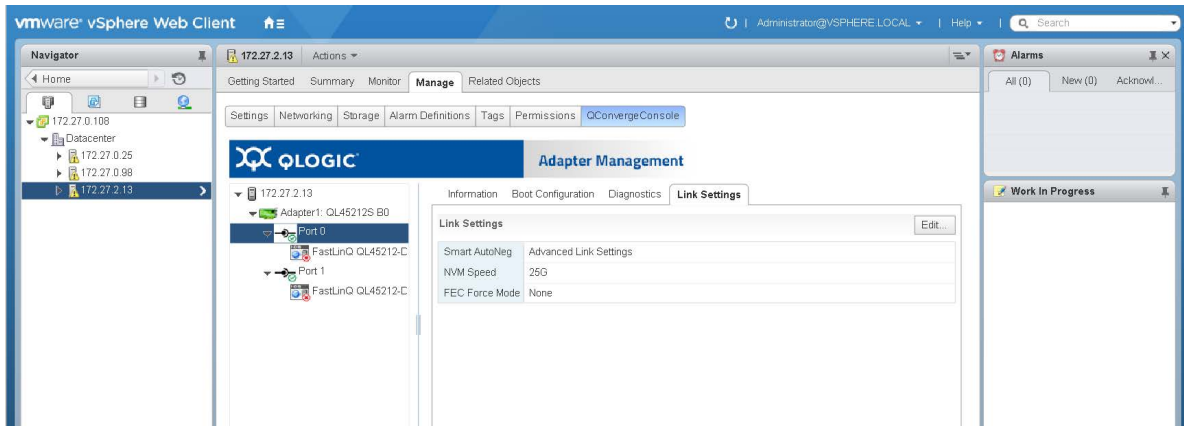 vmware® vSphere Web Client
Administrator@VSPHERE.LOCAL
Help
Search
Navigator
Home
172.27.0.108
Datacenter
172.27.0.25
172.27.0.98
172.27.2.13
172.27.2.13
Actions
Getting Started
Summary
Monitor
Manage
Related Objects
Settings
Networking
Storage
Alarm Definitions
Tags
Permissions
QConvergeConsole
QLOGIC
Adapter Management
172.27.2.13
Adapter1: QL45212S B0
Port 0
FastLinQ QL45212-D
Port 1
FastLinQ QL45212-D
Information
Boot Configuration
Diagnostics
Link Settings
Link Settings
Edit...
Smart AutoNeg Advanced Link Settings
NVM Speed 25G
FEC Force Mode None
Alarms
All (0)
New (0)
Acknowl...
Work In Progress